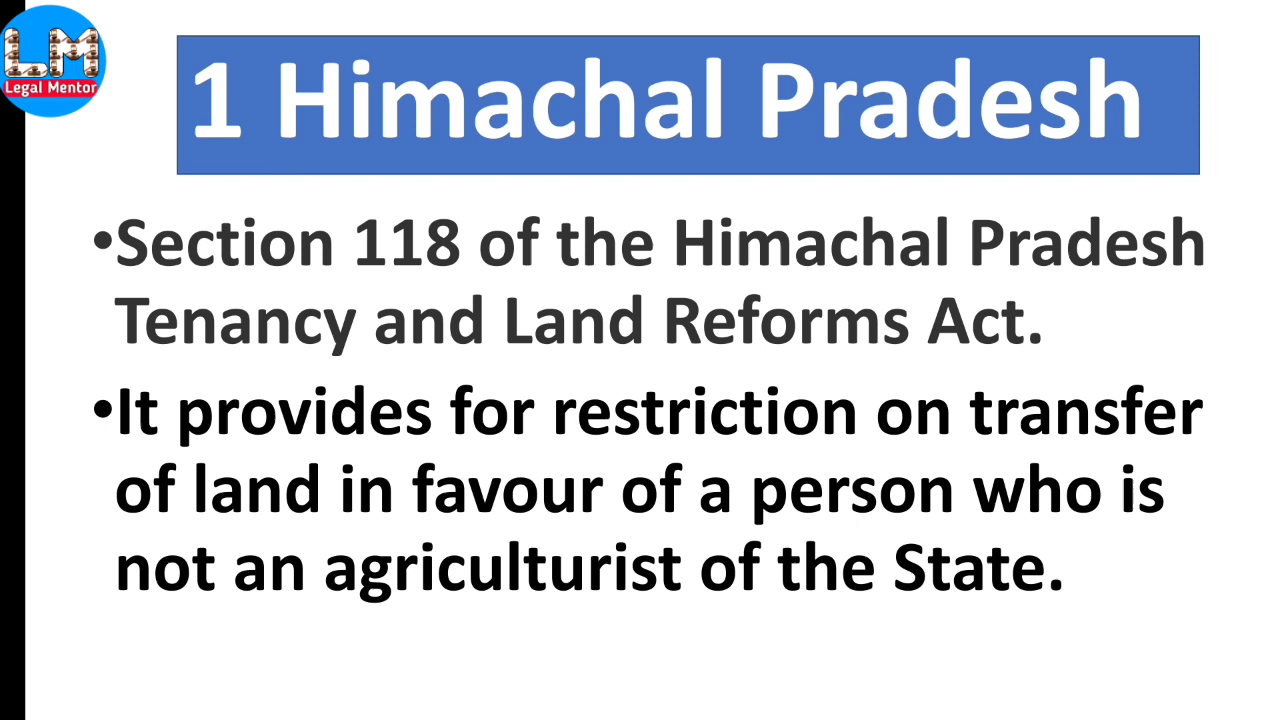 LM
Legal Mentor
1 Himachal Pradesh
•Section 118 of the Himachal Pradesh
Tenancy and Land Reforms Act.
•It provides for restriction on transfer
of land in favour of a person who is
not an agriculturist of the State.